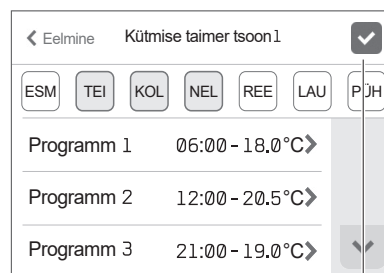 Eelmine Kütmise taimer tsoon1
ESM TEI KOL NEL REE LAU PÜH
Programm 1 06:00-18.0°C
Programm 2 12:00-20.5°C
Programm 3 21:00-19.0°C